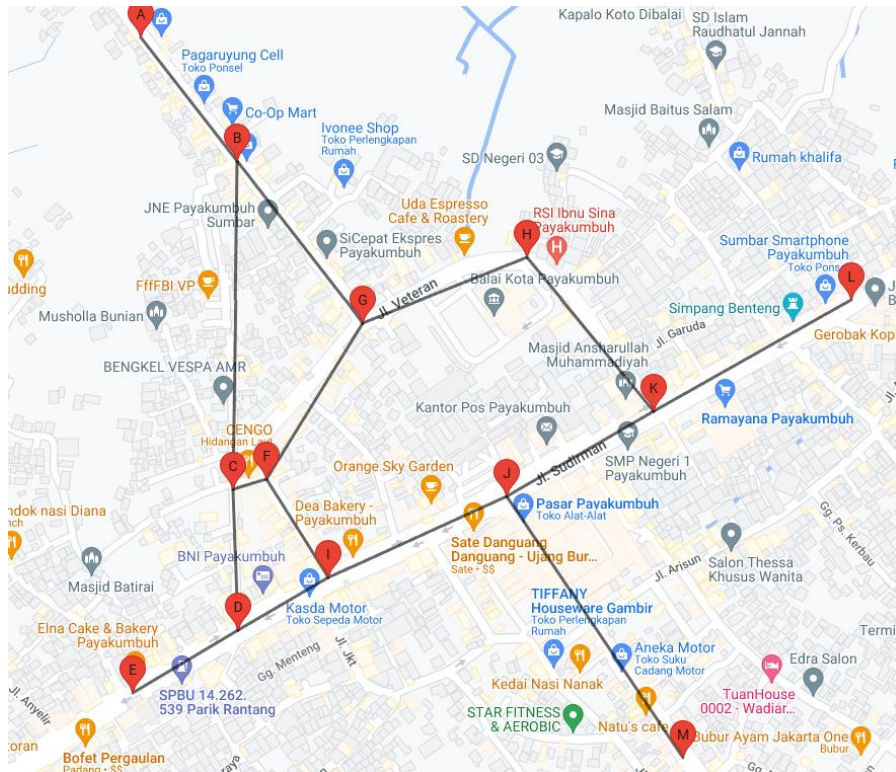 A
Kapalo Koto Dibalai
SD Islam
Raudhatul Jannah
Pagaruyung Cell
Toko Ponsel
Co-Op Mart
B
Ivonee Shop
Toko Perlengkapan
Rumah
Masjid Baitus Salam
SD Negeri 03
Rumah khalifa
JNE Payakumbuh
Sumbar
Uda Espresso
Cafe & Roastery
RSI Ibnu Sina
Payakumbuh
H
SiCepat Ekspres
Payakumbuh
Sumbar Smartphone
Payakumbuh
Toko Pons
L
udding
FffFBI VP
Balai Kota Payakumbuh
Musholla Bunian
G
Jl. Veteran
Simpang Benteng
Jl. Garuda
Gerobak Kop
BENGKEL VESPA AMR
Masjid Ansharullah
Muhammadiyah
K
Kantor Pos Payakumbuh
Ramayana Payakumbuh
CENGO
Hidangan Laut
C
F
Orange Sky Garden
J
Jl. Sudirman
SMP Negeri 1
Payakumbuh
ndok nasi Diana
nch
Dea Bakery -
Payakumbuh
Pasar Payakumbuh
Toko Alat-Alat
Gg. Ps. Kerbau
Sate Danguang
Danguang - Ujang Bur...
Sate • $$
BNI Payakumbuh
I
Masjid Batirai
D
Kasda Motor
Toko Sepeda Motor
TIFFANY
Houseware Gambir
Toko Perlengkapan
Rumah
Jl. Arisun
Salon Thessa
Khusus Wanita
Elna Cake & Bakery
Payakumbuh
Jl. Jkt
Gg. Menteng
Aneka Motor
Toko Suku
Cadang Motor
Termi
Edra Salon
E
Jl. Anyelir
SPBU 14.262.
539 Parik Rantang
Kedai Nasi Nanak
TuanHouse
0002 - Wadiar...
STAR FITNESS
& AEROBIC
Natu's cafe
M
Bubur Ayam Jakarta One
Bubur
toran
Bofet Pergaulan
Padang • $$